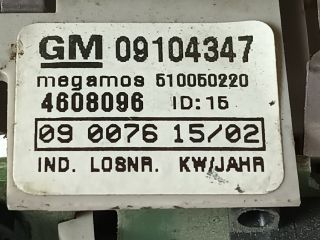 GM 09104347
megamos 510050220
4608096 ID:15
09 0076 15/02
IND. LOSNR. KW/JAHR